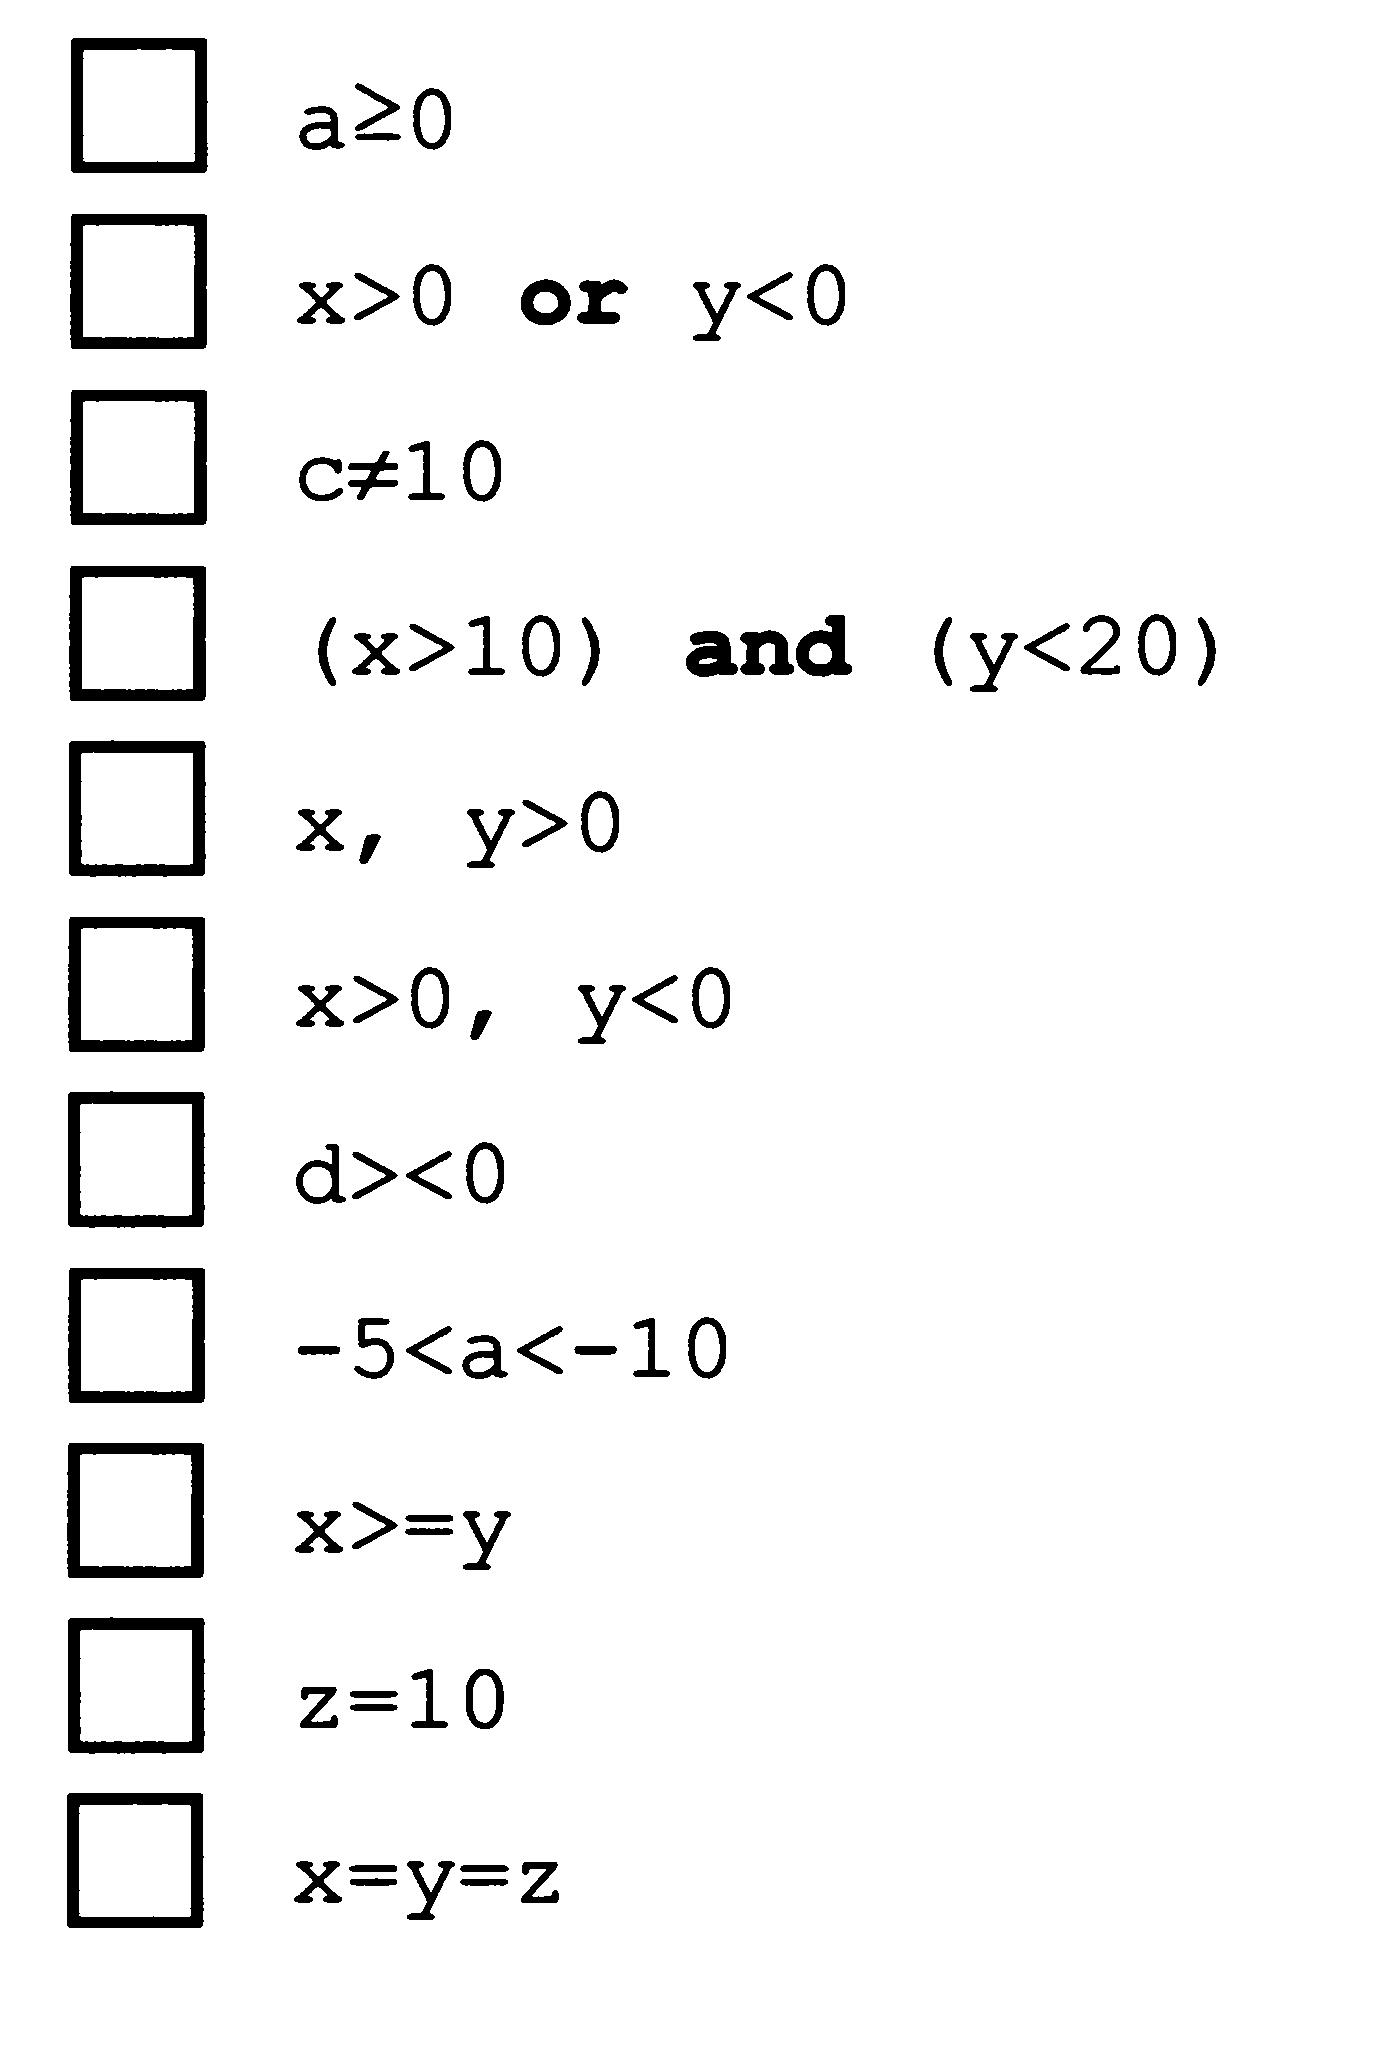 a≥0
x>0 or y<0
c≠10
(x>10) and (y<20)
x, y>0
x>0, y<0
d><0
-5<a<-10
x>=y
z=10
x=y=z